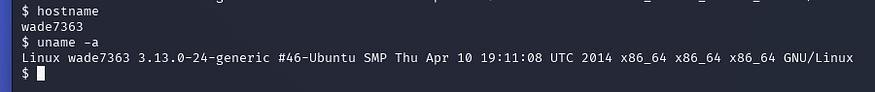 $ hostname
wade7363
$ uname -a
Linux wade7363 3.13.0-24-generic #46-Ubuntu SMP Thu Apr 10 19:11:08 UTC 2014 x86_64 x86_64 x86_64 GNU/Linux
$